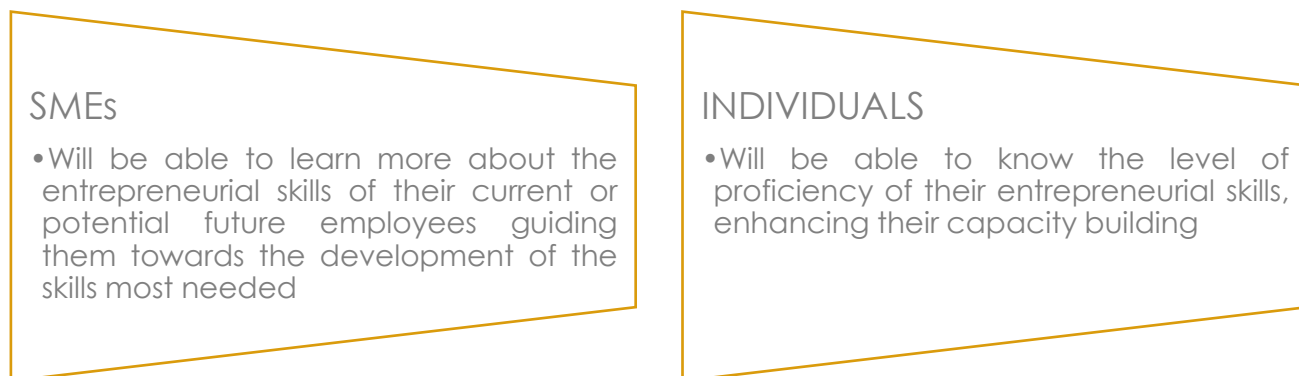 SMEs
•Will be able to learn more about the
entrepreneurial skills of their current or
potential future employees guiding
them towards the development of the
skills most needed
INDIVIDUALS
•Will be able to know the level of
proficiency of their entrepreneurial skills,
enhancing their capacity building